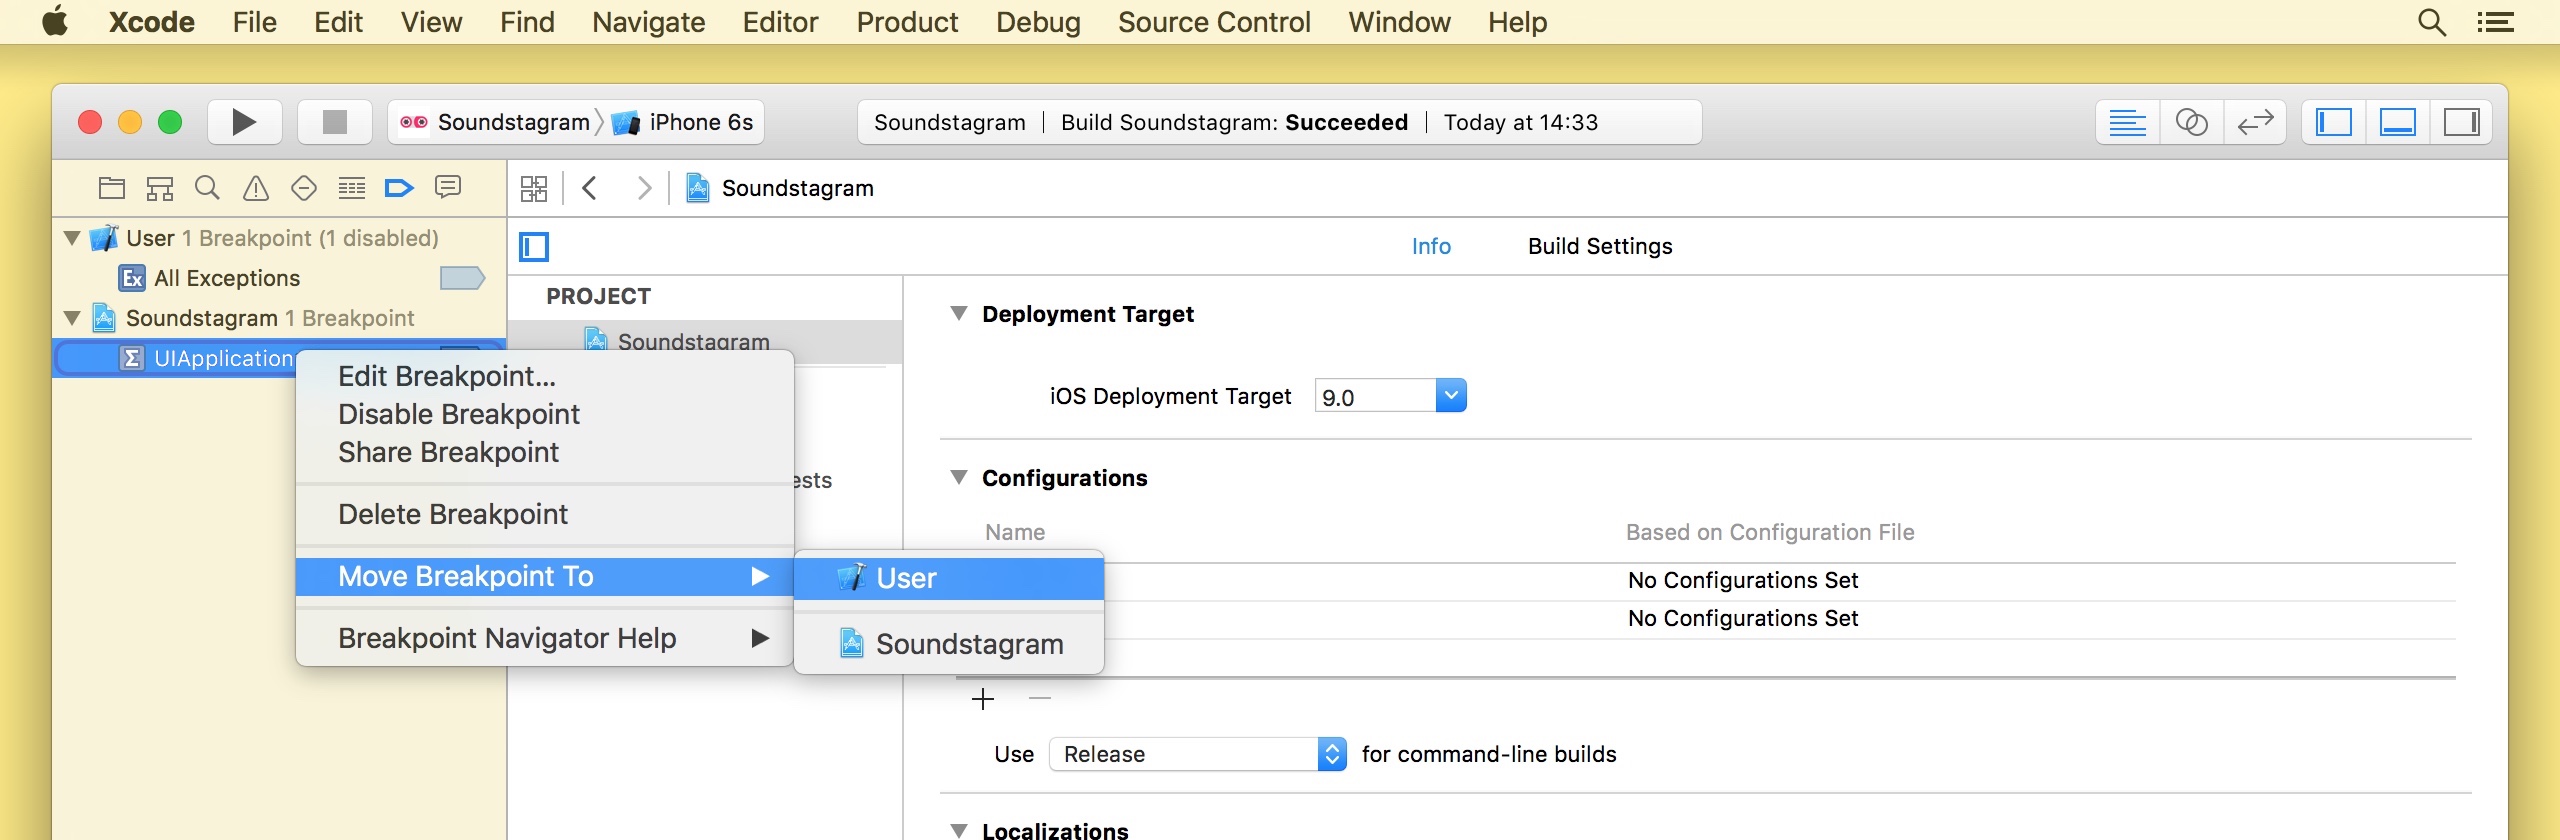 Xcode File Edit View Find Navigate Editor Product Debug Source Control Window Help
Soundstagram iPhone 6s
Soundstagram Build Soundstagram: Succeeded Today at 14:33
Soundstagram
User 1 Breakpoint (1 disabled)
Ex All Exceptions
Soundstagram 1 Breakpoint
Σ UIApplication
Edit Breakpoint...
Disable Breakpoint
Share Breakpoint
Delete Breakpoint
Move Breakpoint To
Breakpoint Navigator Help
User
Soundstagram
Info Build Settings
PROJECT
Soundstagram
ests
Deployment Target
iOS Deployment Target 9.0
Configurations
Name Based on Configuration File
No Configurations Set
No Configurations Set
Use Release for command-line builds
Localizations